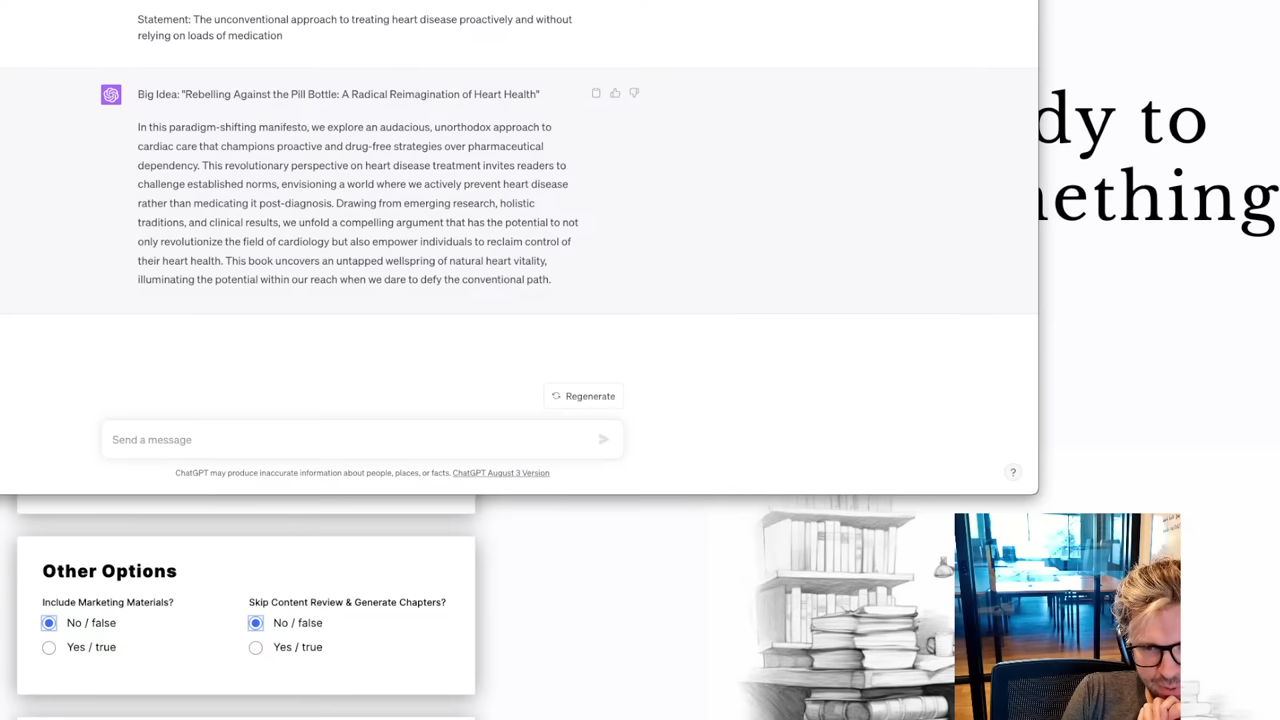 Statement: The unconventional approach to treating heart disease proactively and without
relying on loads of medication
Big Idea: "Rebelling Against the Pill Bottle: A Radical Reimagination of Heart Health"
In this paradigm-shifting manifesto, we explore an audacious, unorthodox approach to
cardiac care that champions proactive and drug-free strategies over pharmaceutical
dependency. This revolutionary perspective on heart disease treatment invites readers to
challenge established norms, envisioning a world where we actively prevent heart disease
rather than medicating it post-diagnosis. Drawing from emerging research, holistic
traditions, and clinical results, we unfold a compelling argument that has the potential to not
only revolutionize the field of cardiology but also empower individuals to reclaim control of
their heart health. This book uncovers an untapped wellspring of natural heart vitality,
illuminating the potential within our reach when we dare to defy the conventional path.
Regenerate
Send a message
ChatGPT may produce inaccurate information about people, places, or facts. ChatGPT August 3 Version
?
dy to
ething
Other Options
Include Marketing Materials?
No / false
Yes / true
Skip Content Review & Generate Chapters?
No / false
Yes / true